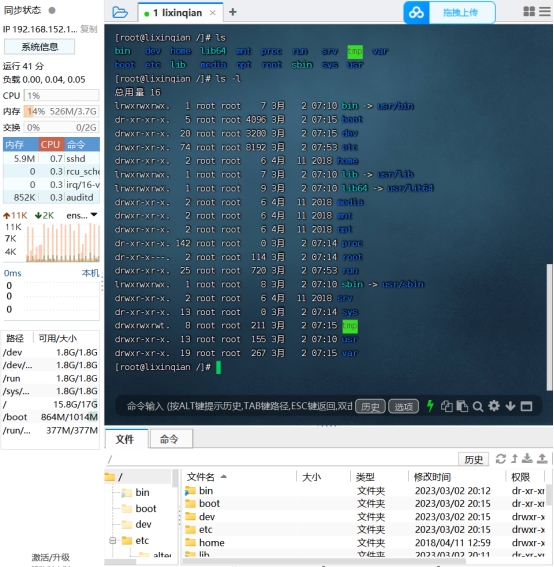 同步状态
IP 192.168.152.1... 复制
系统信息
运行 41 分
负载 0.00, 0.04, 0.05
CPU 1%
内存 14% 526M/3.7G
交换 0% 0/2G
内存 CPU 命令
5.9M 0.7 sshd
0 0.3 rcu_sche
0 0.3 irq/16-v
852K 0.3 auditd
11K 2K ens...
11K
7K
4K
0ms 本机
0
0
0
路径 可用/大小
/dev 1.8G/1.8G
/dev/... 1.8G/1.8G
/run 1.8G/1.8G
/sys/... 1.8G/1.8G
/ 15.8G/17G
/boot 864M/1014M
/run/... 377M/377M
激活/升级
1 lixinqian
拖拽上传
[root@lixinqian /]# ls
bin dev home lib64 mnt proc run srv tmp var
boot etc lib media opt root sbin sys usr
[root@lixinqian /]# ls -l
总用量 16
lrwxrwxrwx. 1 root root 7 3月 2 07:10 bin -> usr/bin
dr-xr-xr-x. 5 root root 4096 3月 2 07:15 boot
drwxr-xr-x. 20 root root 3200 3月 2 07:15 dev
drwxr-xr-x. 74 root root 8192 3月 2 07:53 etc
drwxr-xr-x. 2 root root 6 4月 11 2018 home
lrwxrwxrwx. 1 root root 7 3月 2 07:10 lib -> usr/lib
lrwxrwxrwx. 1 root root 9 3月 2 07:10 lib64 -> usr/lib64
drwxr-xr-x. 2 root root 6 4月 11 2018 media
drwxr-xr-x. 2 root root 6 4月 11 2018 mnt
drwxr-xr-x. 2 root root 6 4月 11 2018 opt
dr-xr-xr-x. 142 root root 0 3月 2 07:14 proc
dr-xr-x---. 2 root root 114 3月 2 07:14 root
drwxr-xr-x. 25 root root 720 3月 2 07:53 run
lrwxrwxrwx. 1 root root 8 3月 2 07:10 sbin -> usr/sbin
drwxr-xr-x. 2 root root 6 4月 11 2018 srv
dr-xr-xr-x. 13 root root 0 3月 2 07:14 sys
drwxrwxrwt. 8 root root 211 3月 2 07:15 tmp
drwxr-xr-x. 13 root root 155 3月 2 07:10 usr
drwxr-xr-x. 19 root root 267 3月 2 07:15 var
[root@lixinqian /]#
命令输入 (按ALT键提示历史,TAB键路径,ESC键返回,双击 历史 选项
文件 命令
/ 历史
/
bin
boot
dev
etc
文件名 大小 类型 修改时间 权限
bin 文件夹 2023/03/02 20:12 dr-xr-xr
boot 文件夹 2023/03/02 20:15 dr-xr-xr
dev 文件夹 2023/03/02 20:15 drwxr-x
etc 文件夹 2023/03/02 20:15 drwxr-x
home 文件夹 2018/04/11 12:59 drwxr-x
lib 文件夹 2023/03/02 20:11 dr-xr-xr